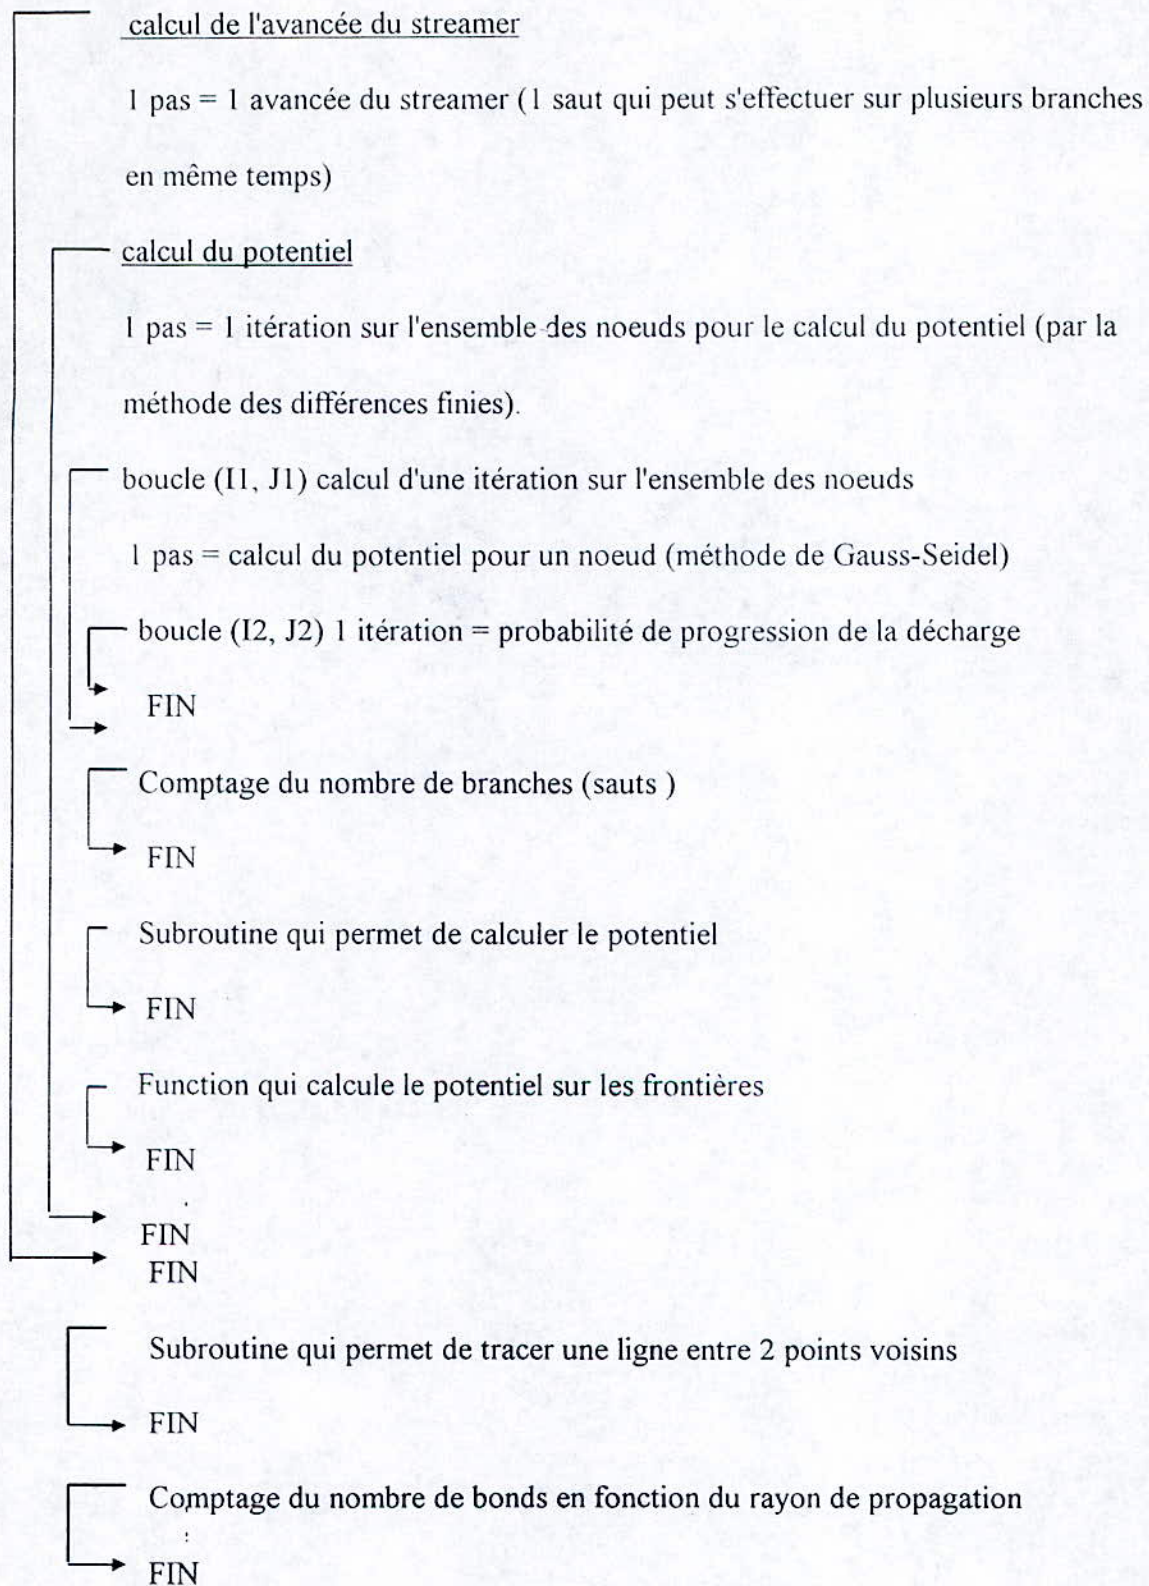 calcul de l'avancée du streamer
1 pas = 1 avancée du streamer (1 saut qui peut s'effectuer sur plusieurs branches
en même temps)
calcul du potentiel
1 pas = 1 itération sur l'ensemble des noeuds pour le calcul du potentiel (par la
méthode des différences finies).
boucle (I1, J1) calcul d'une itération sur l'ensemble des noeuds
1 pas = calcul du potentiel pour un noeud (méthode de Gauss-Seidel)
boucle (I2, J2) 1 itération = probabilité de progression de la décharge
FIN
Comptage du nombre de branches (sauts )
FIN
Subroutine qui permet de calculer le potentiel
FIN
Function qui calcule le potentiel sur les frontières
FIN
FIN
FIN
Subroutine qui permet de tracer une ligne entre 2 points voisins
FIN
Comptage du nombre de bonds en fonction du rayon de propagation
FIN